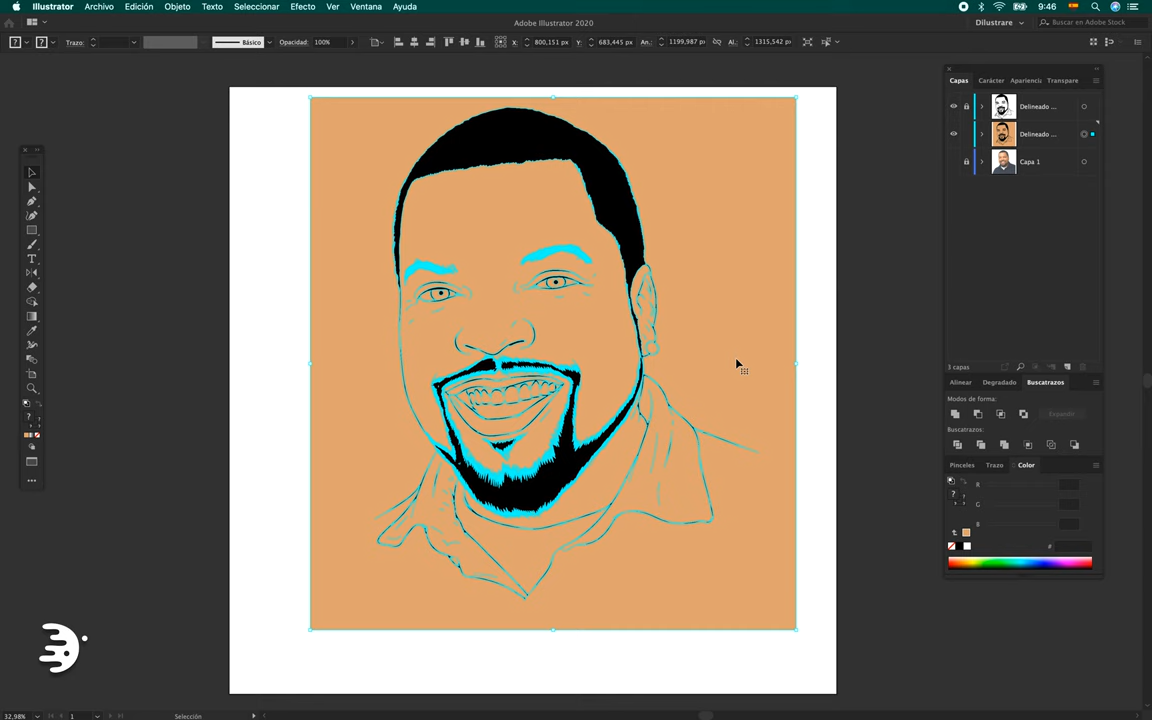 Illustrator Archivo Edición Objeto Texto Seleccionar Efecto Ver Ventana Ayuda 9:46
Adobe Illustrator 2020 Dilustrare Buscar en Adobe Stock
Trazo: Básico Opacidad: 100% X: 800,151 px Y: 683,445 px An.: 1199,987 p Al.: 1315,542 p
Capas Carácter Aparienci Transpare
Delineado ...
Delineado ...
Capa 1
3 capas
Alinear Degradado Buscatrazos
Modos de forma:
Expandir
Buscatrazos:
Pinceles Trazo Color
R
G
B
#
32,98% 1 Selección